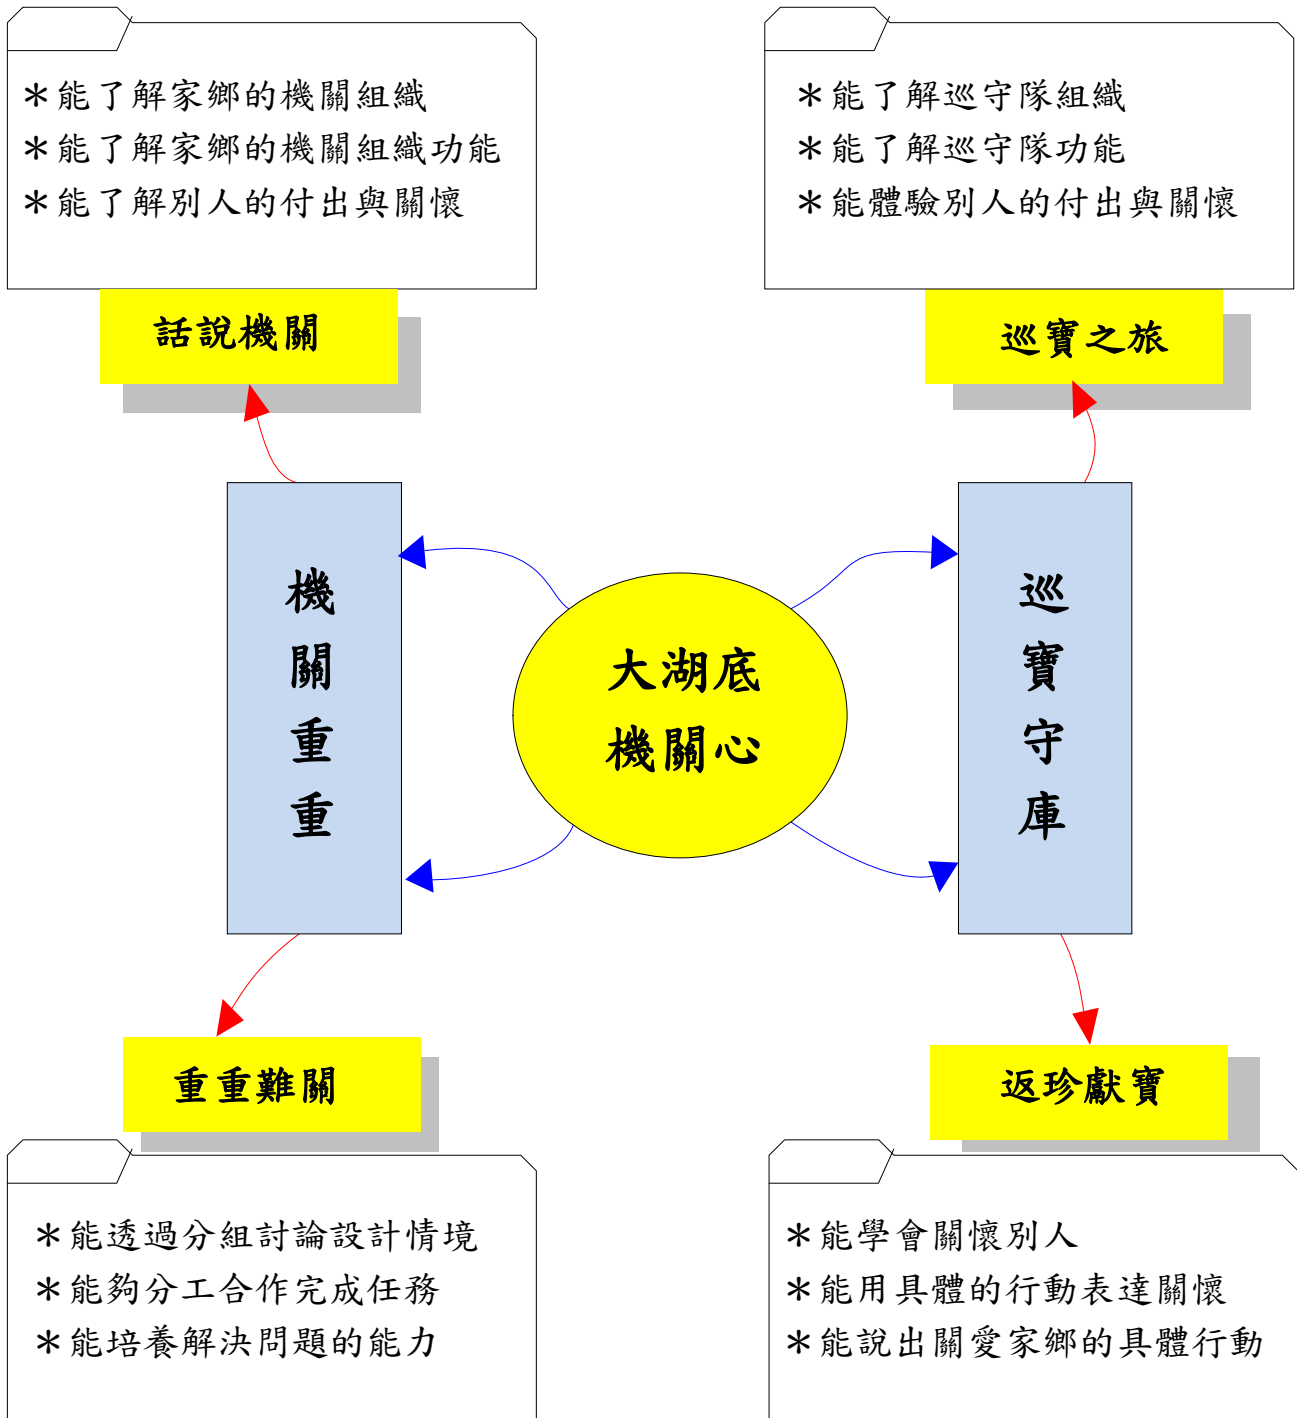 ＊能了解家鄉的機關組織
＊能了解家鄉的機關組織功能
＊能了解別人的付出與關懷
話說機關
＊能了解巡守隊組織
＊能了解巡守隊功能
＊能體驗別人的付出與關懷
巡寶之旅
機關重重
大湖底
機關心
巡寶守庫
重重難關
＊能透過分組討論設計情境
＊能夠分工合作完成任務
＊能培養解決問題的能力
返珍獻寶
＊能學會關懷別人
＊能用具體的行動表達關懷
＊能說出關愛家鄉的具體行動